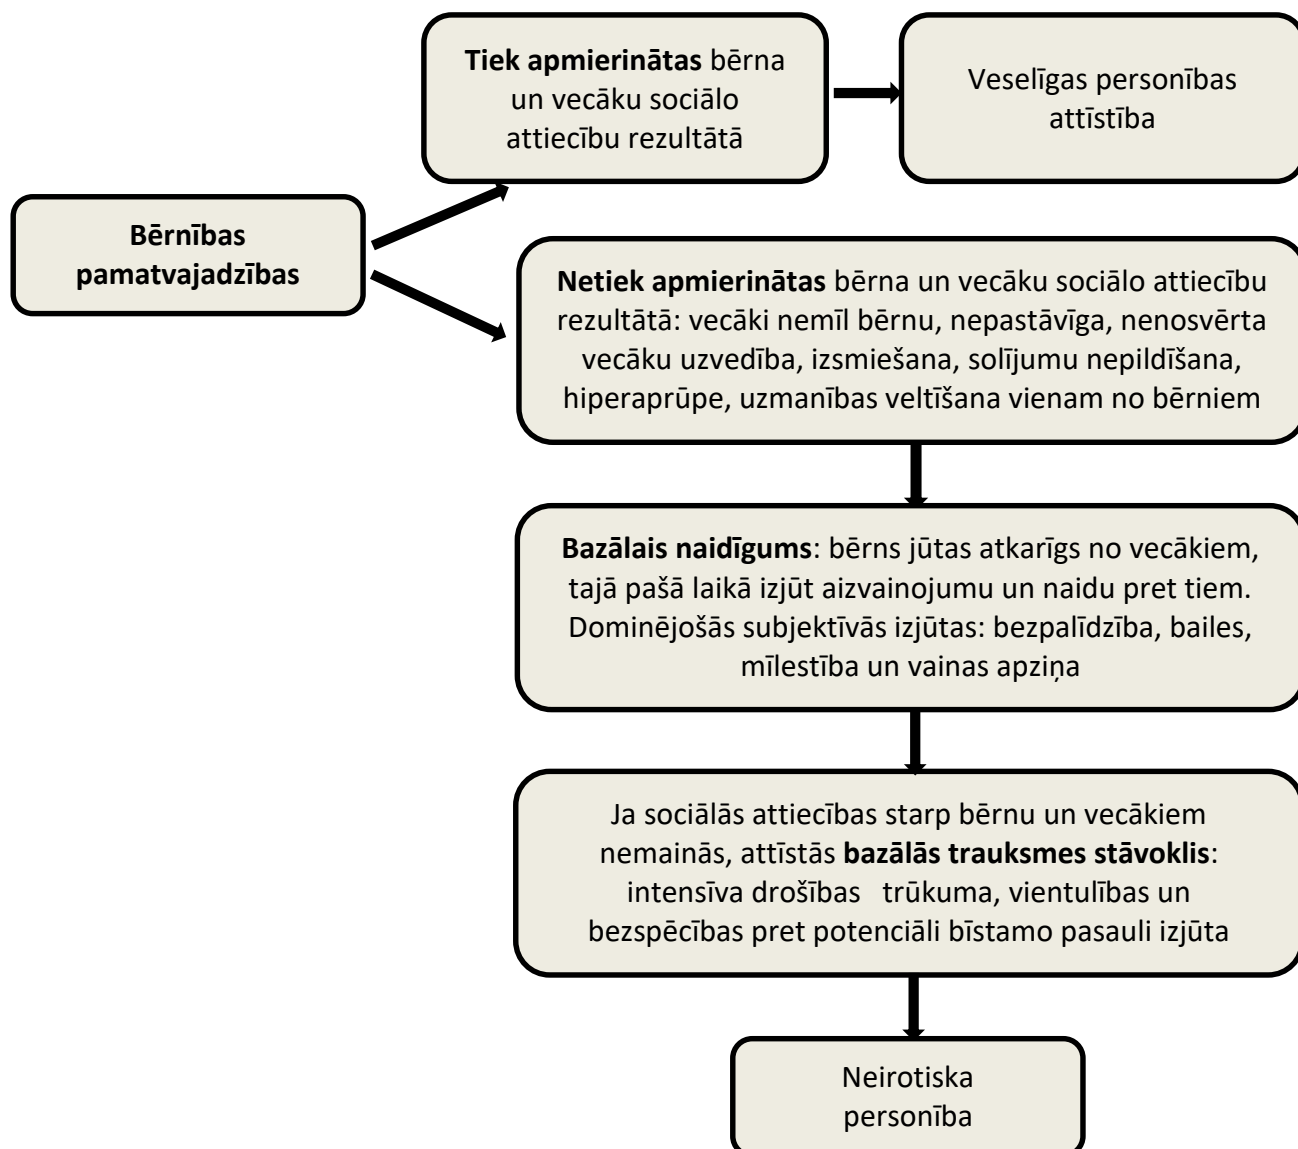 Tiek apmierinātas bērna
un vecāku sociālo
attiecību rezultātā
Veselīgas personības
attīstība
Bērnības
pamatvajadzības
Netiek apmierinātas bērna un vecāku sociālo attiecību
rezultātā: vecāki nemīl bērnu, nepastāvīga, nenosvērta
vecāku uzvedība, izsmiešana, solījumu nepildīšana,
hiperaprūpe, uzmanības veltīšana vienam no bērniem
Bazālais naidīgums: bērns jūtas atkarīgs no vecākiem,
tajā pašā laikā izjūt aizvainojumu un naidu pret tiem.
Dominējošās subjektīvās izjūtas: bezpalīdzība, bailes,
mīlestība un vainas apziņa
Ja sociālās attiecības starp bērnu un vecākiem
nemainās, attīstās bazālās trauksmes stāvoklis:
intensīva drošības trūkuma, vientulības un
bezspēcības pret potenciāli bīstamo pasauli izjūta
Neirotiska
personība